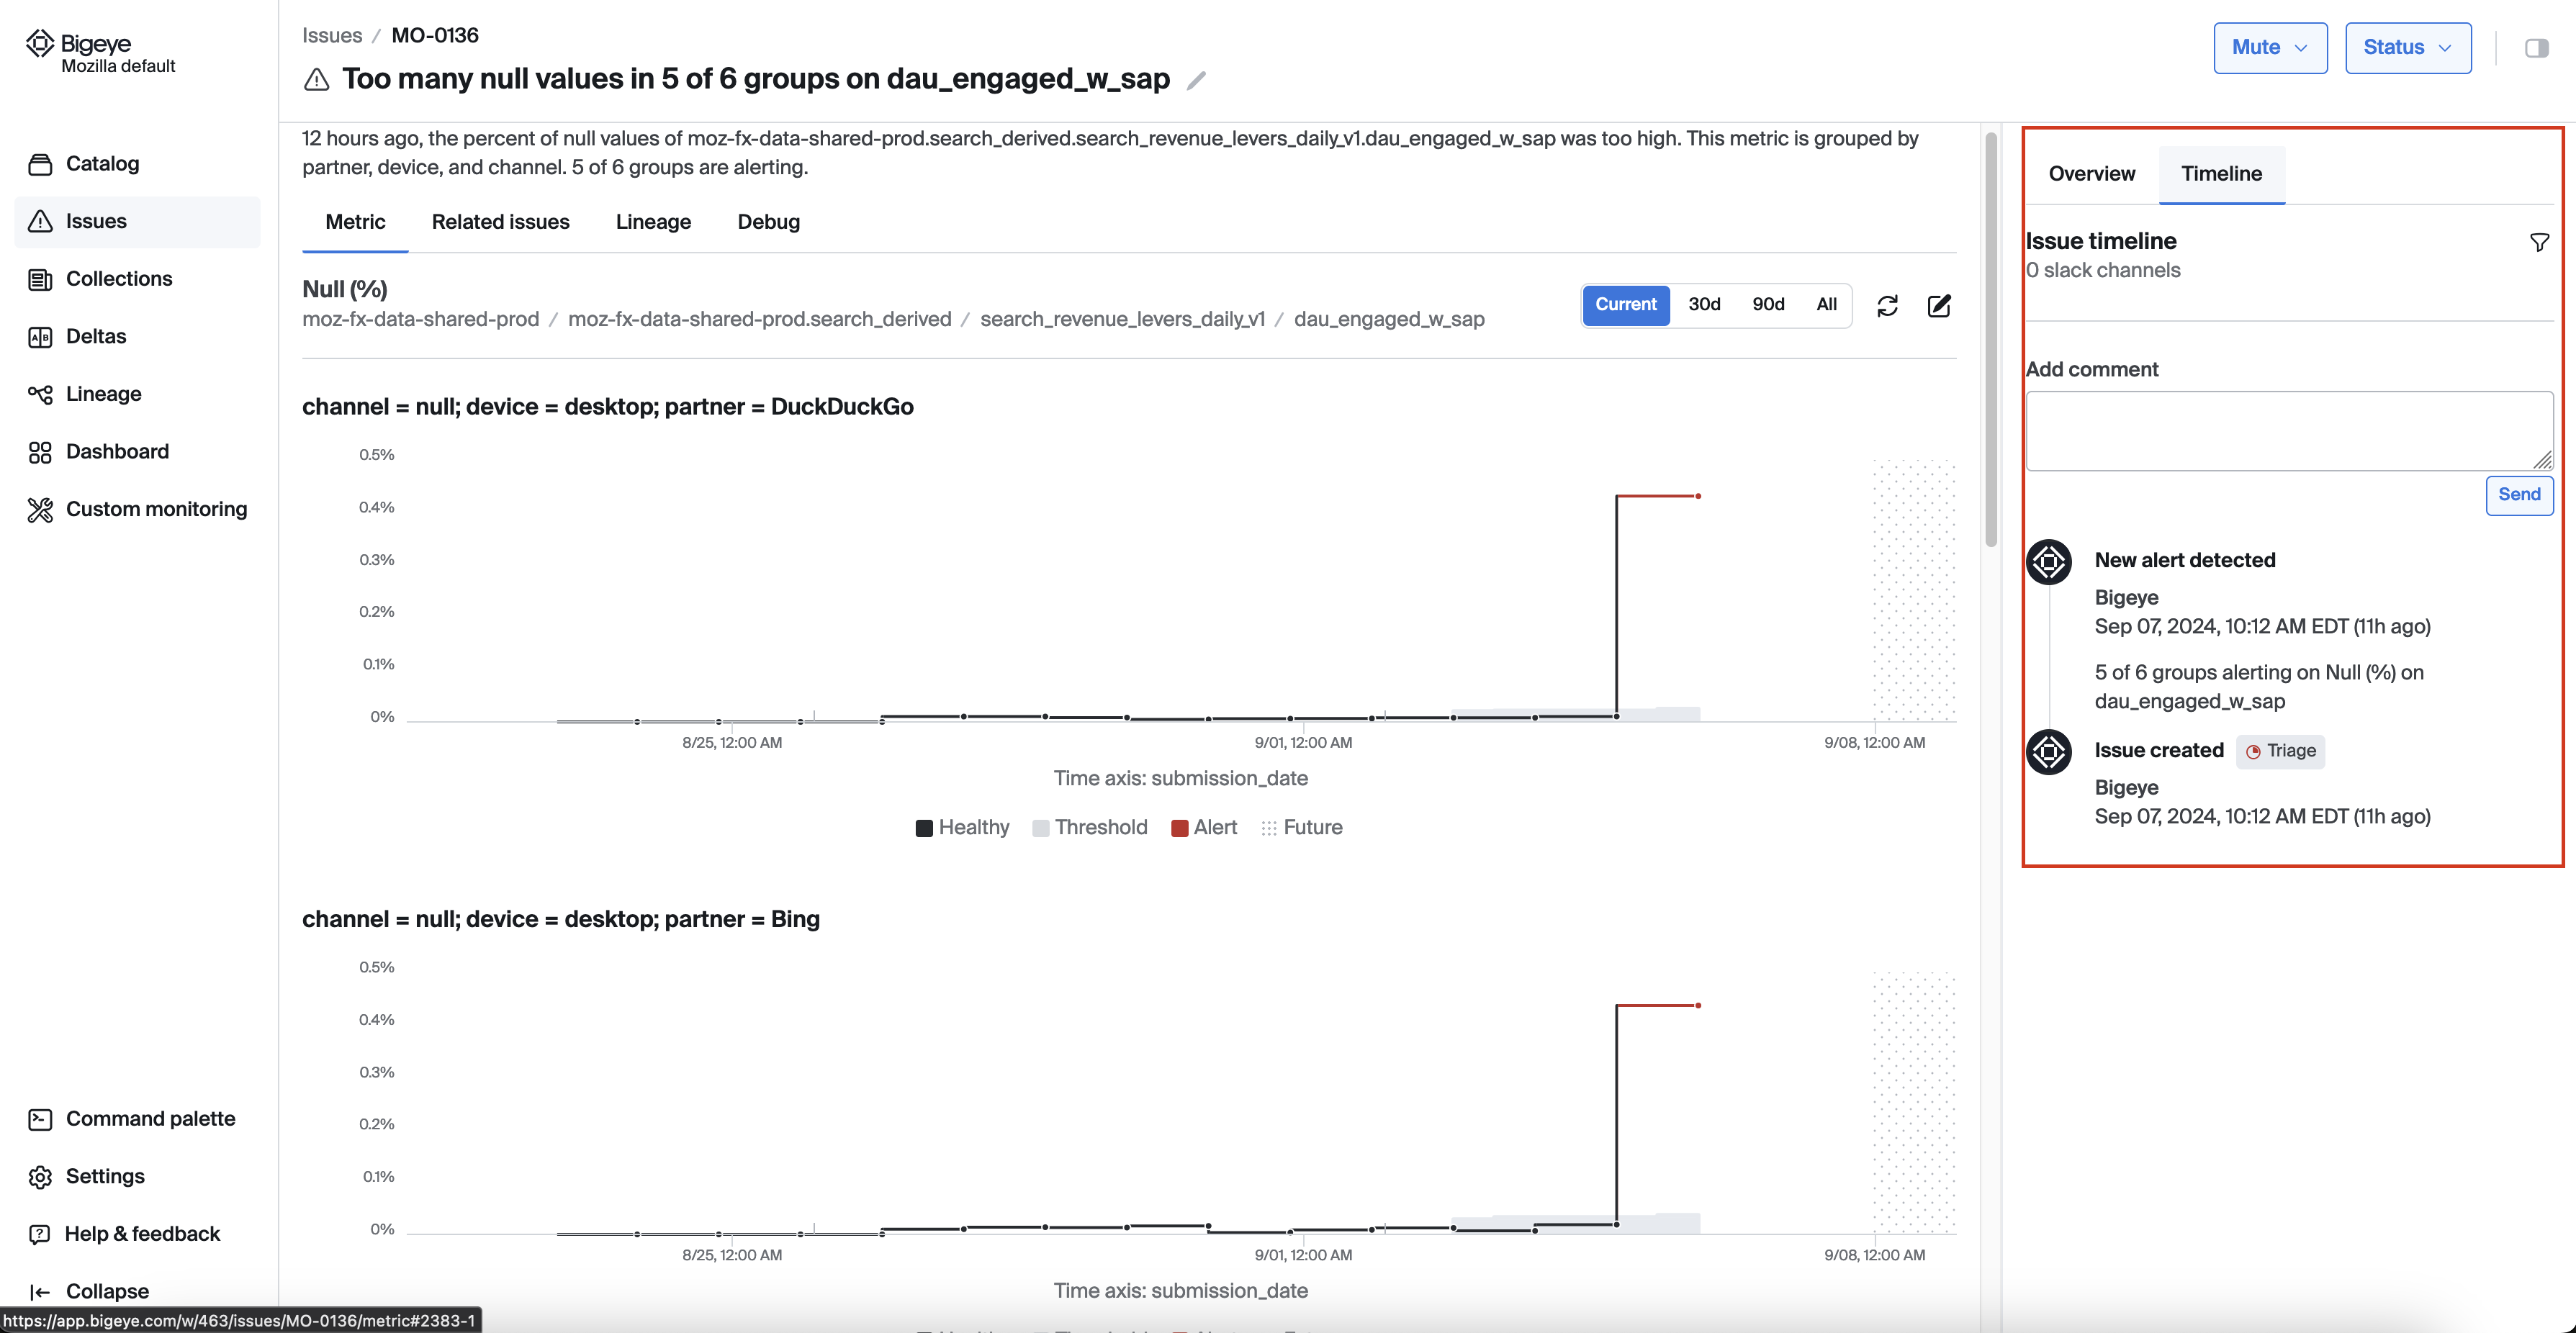 Bigeye
Mozilla default
Catalog
Issues
Collections
Deltas
Lineage
Dashboard
Custom monitoring
Command palette
Settings
Help & feedback
Collapse
https://app.bigeye.com/w/463/issues/MO-0136/metric#2383-1
Issues / MO-0136
Too many null values in 5 of 6 groups on dau_engaged_w_sap
Mute
Status
12 hours ago, the percent of null values of moz-fx-data-shared-prod.search_derived.search_revenue_levers_daily_v1.dau_engaged_w_sap was too high. This metric is grouped by
partner, device, and channel. 5 of 6 groups are alerting.
Metric Related issues Lineage Debug
Null (%)
moz-fx-data-shared-prod / moz-fx-data-shared-prod.search_derived / search_revenue_levers_daily_v1 / dau_engaged_w_sap
Current 30d 90d All
channel = null; device = desktop; partner = DuckDuckGo
0.5%
0.4%
0.3%
0.2%
0.1%
0%
8/25, 12:00 AM 9/01, 12:00 AM 9/08, 12:00 AM
Time axis: submission_date
Healthy Threshold Alert Future
channel = null; device = desktop; partner = Bing
0.5%
0.4%
0.3%
0.2%
0.1%
0%
8/25, 12:00 AM 9/01, 12:00 AM 9/08, 12:00 AM
Time axis: submission_date
Overview Timeline
Issue timeline
0 slack channels
Add comment
Send
New alert detected
Bigeye
Sep 07, 2024, 10:12 AM EDT (11h ago)
5 of 6 groups alerting on Null (%) on
dau_engaged_w_sap
Issue created Triage
Bigeye
Sep 07, 2024, 10:12 AM EDT (11h ago)